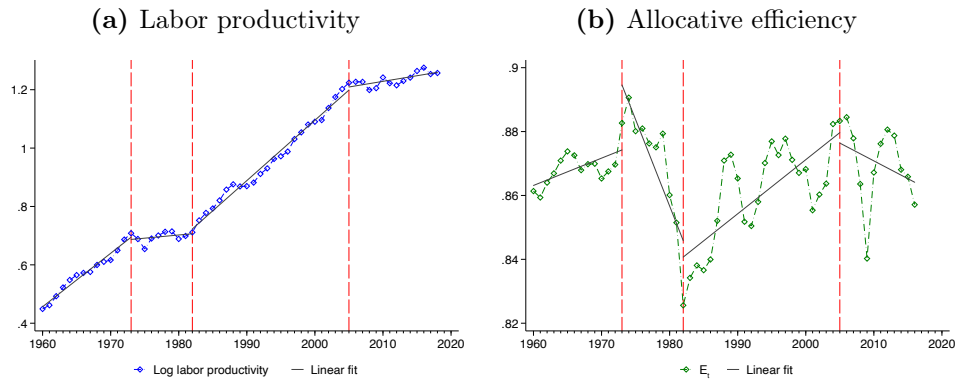 (a) Labor productivity
1.2
1
.8
.6
.4
1960 1970 1980 1990 2000 2010 2020
Log labor productivity Linear fit
(b) Allocative efficiency
.9
.88
.86
.84
.82
1960 1970 1980 1990 2000 2010 2020
E_t Linear fit